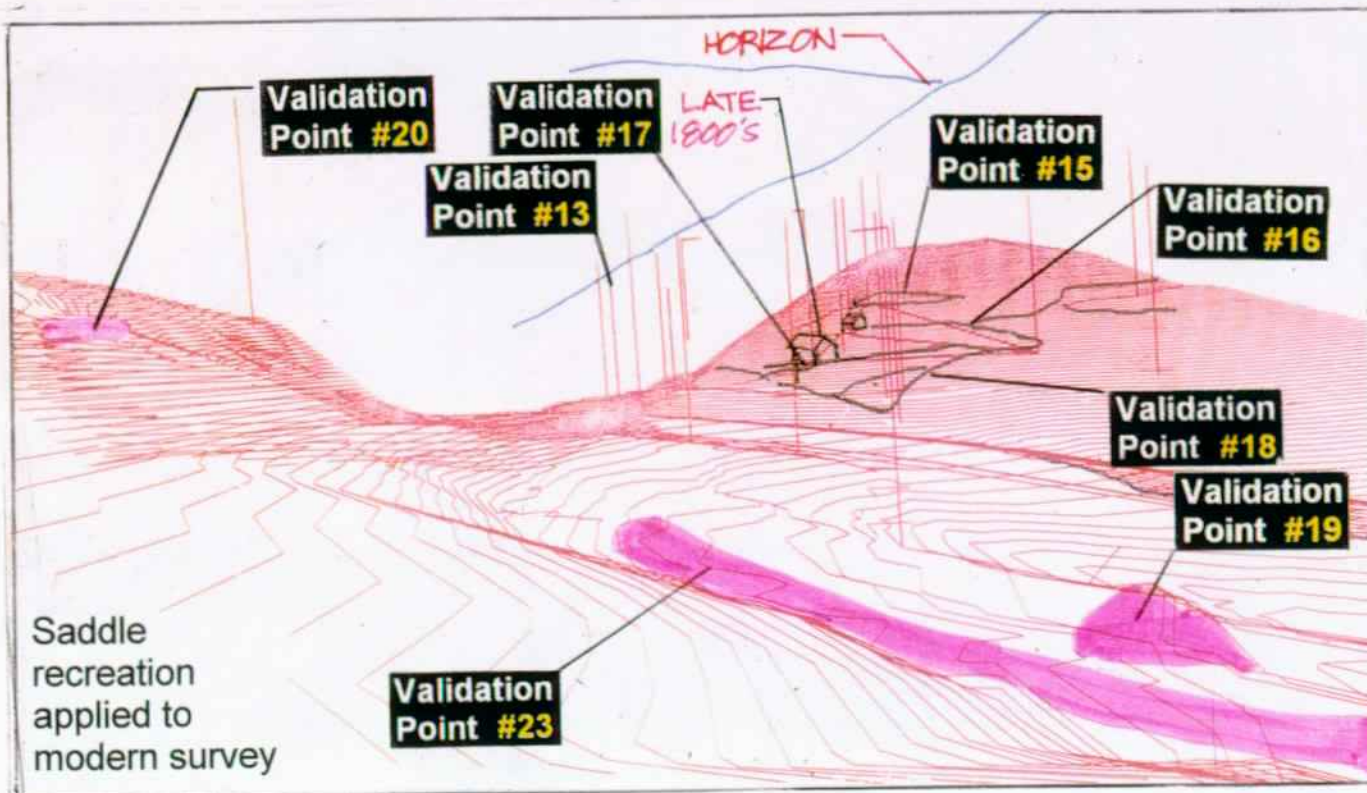 HORIZON
Validation
Point #20
Validation
Point #17
LATE
1800'S
Validation
Point #15
Validation
Point #13
Validation
Point #16
Validation
Point #18
Validation
Point #19
Saddle
recreation
applied to
modern survey
Validation
Point #23